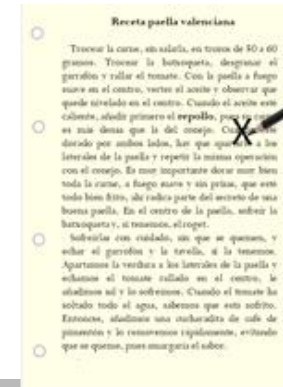 Receta paella valenciana
Trocear la carne, sin salarla, en trozos de 50 a 60
gramos. Trocear la batxoqueta, desgranar el
garrafón y rallar el tomate. Con la paella a fuego
suave en el centro, verter el aceite y observar que
quede nivelado en el centro. Cuando el aceite esté
caliente, añadir primero el repollo, pues su carne
es más densa que la del conejo. 
dorado por ambos lados, hay que a los
laterales de la paella y repetir la misma operación
con el conejo. Es muy importante dorar muy bien
toda la carne, a fuego suave y sin prisas, que esté
todo bien frito, ahí radica parte del secreto de una
buena paella. En el centro de la paella, sofreír la
batxoqueta y, si tenemos, el roget.
Sofreírlas con cuidado, sin que se quemen, y
echar el garrofón y la tavella, si la tenemos.
Apartamos la verdura a los laterales de la paella y
echamos el tomate rallado en el centro, le
añadimos sal y lo sofreímos. Cuando el tomate ha
soltado todo el agua, sabemos que está sofrito.
Entonces, añadimos una cucharadita de café de
pimentón y lo removemos rápidamente, evitando
que se queme, pues amargaría el sabor.